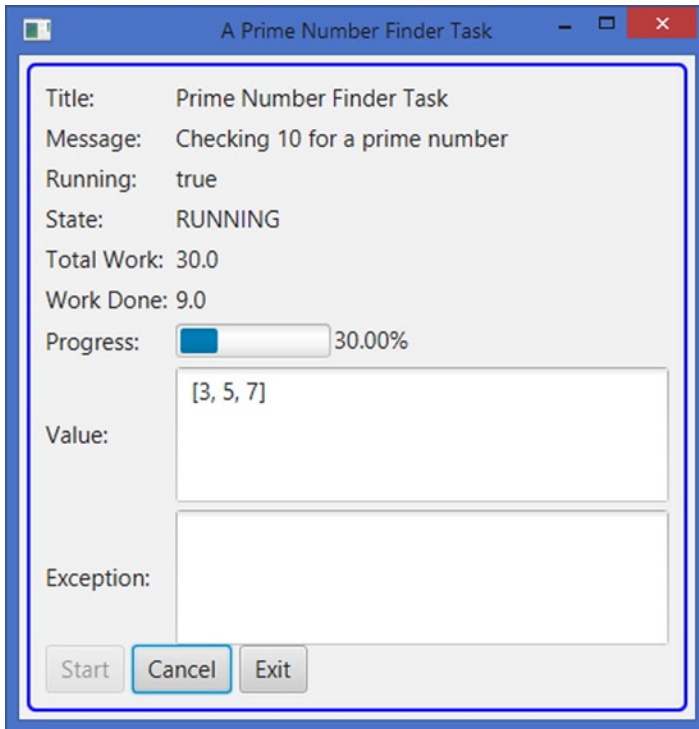 A Prime Number Finder Task
Title: Prime Number Finder Task
Message: Checking 10 for a prime number
Running: true
State: RUNNING
Total Work: 30.0
Work Done: 9.0
Progress: 30.00%
Value: [3, 5, 7]
Exception:
Start Cancel Exit